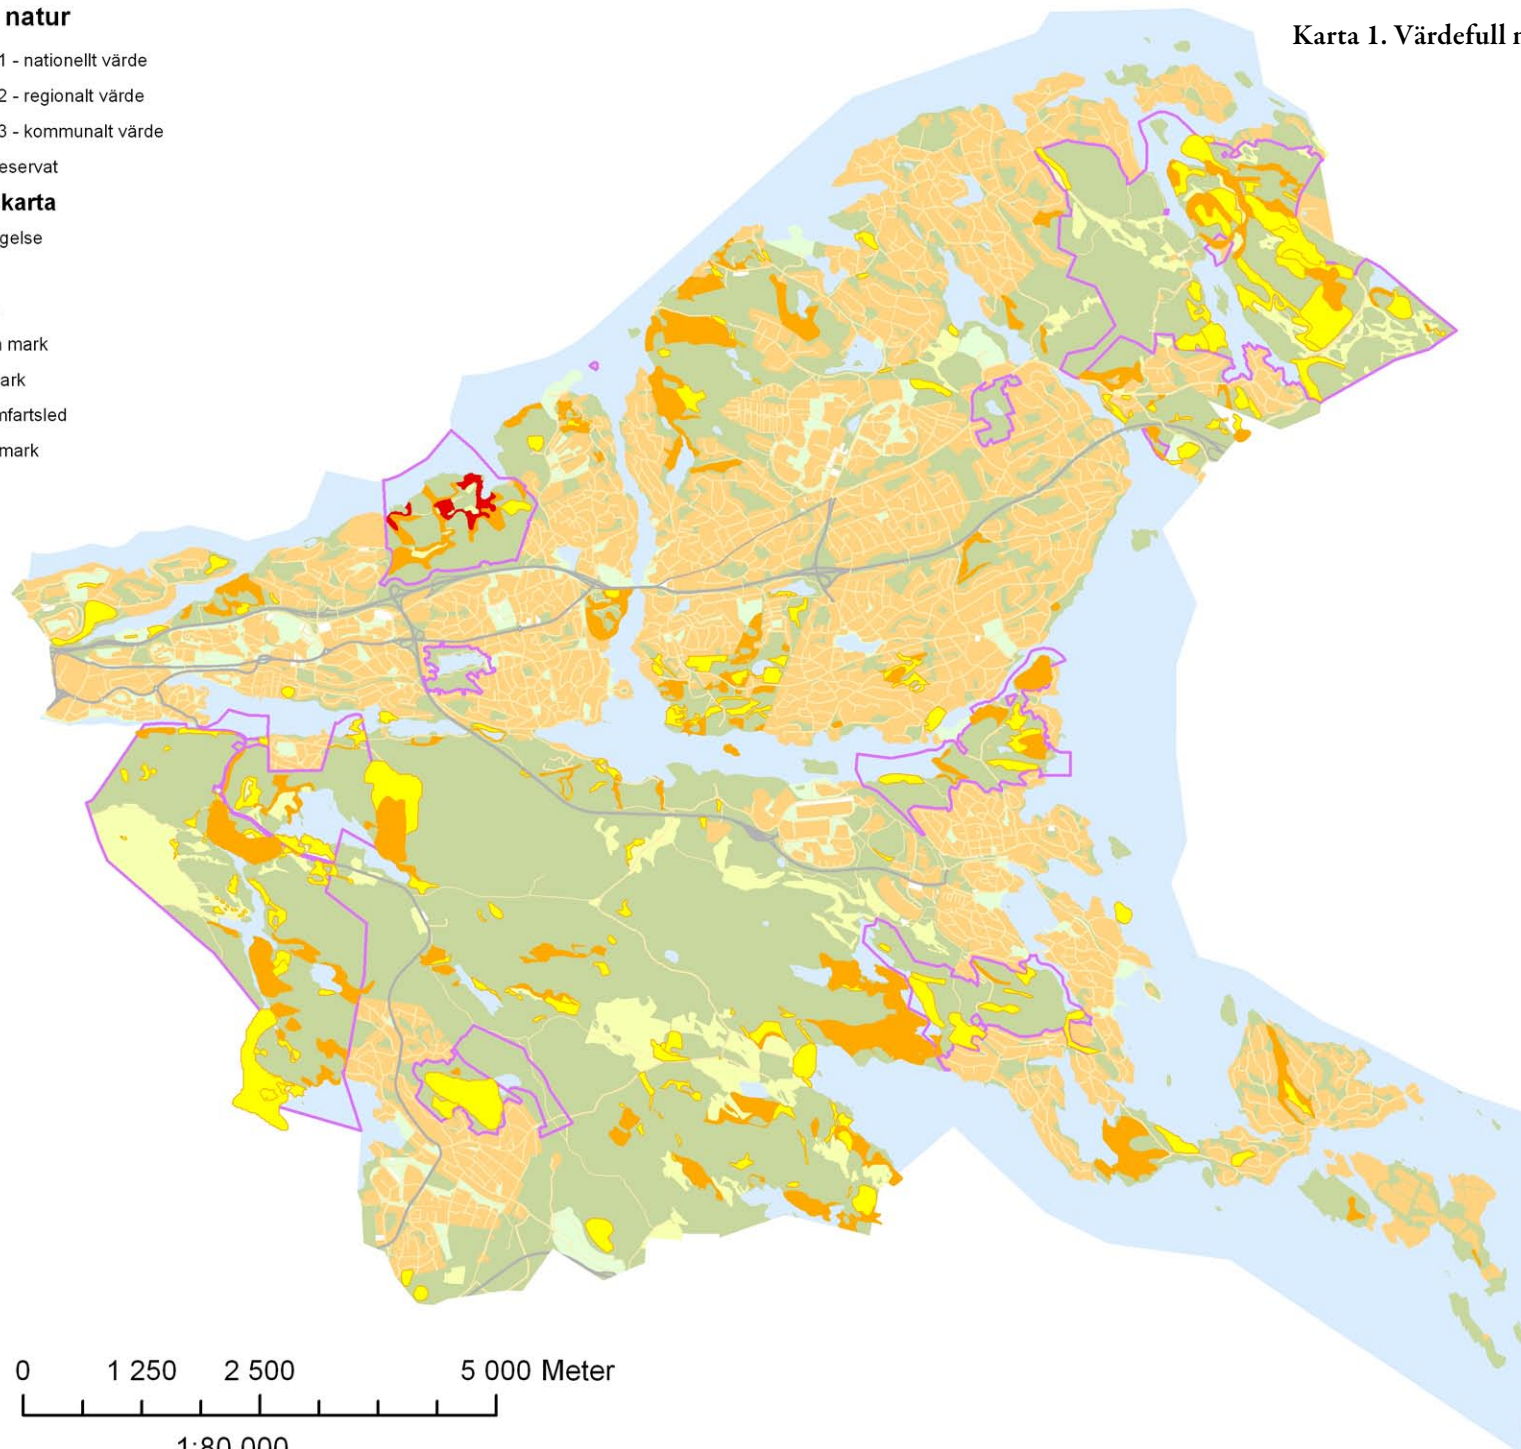 natur
Karta 1. Värdefull n
1 - nationellt värde
2 - regionalt värde
3 - kommunalt värde
eservat
karta
gelse
mark
ark
nfartsled
mark
0 1 250 2 500 5 000 Meter
1:80 000